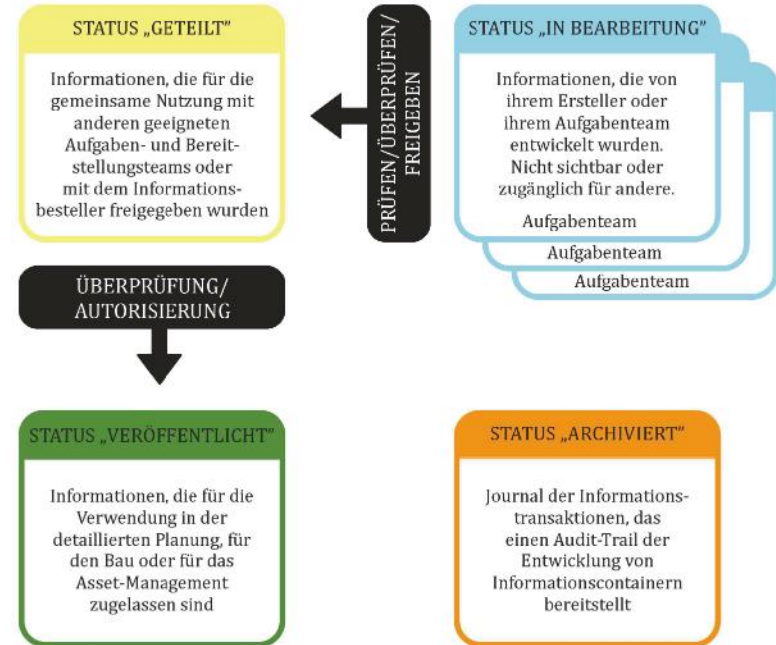 STATUS „GETEILT”
Informationen, die für die
gemeinsame Nutzung mit
anderen geeigneten
Aufgaben- und Bereit-
stellungsteams oder
mit dem Informations-
besteller freigegeben wurden
PRÜFEN/ÜBERPRÜFEN/
FREIGEBEN
STATUS „IN BEARBEITUNG”
Informationen, die von
ihrem Ersteller oder
ihrem Aufgabenteam
entwickelt wurden.
Nicht sichtbar oder
zugänglich für andere.
Aufgabenteam
Aufgabenteam
Aufgabenteam
ÜBERPRÜFUNG/
AUTORISIERUNG
STATUS „VERÖFFENTLICHT”
Informationen, die für die
Verwendung in der
detaillierten Planung, für
den Bau oder für das
Asset-Management
zugelassen sind
STATUS „ARCHIVIERT”
Journal der Informations-
transaktionen, das
einen Audit-Trail der
Entwicklung von
Informationscontainern
bereitstellt